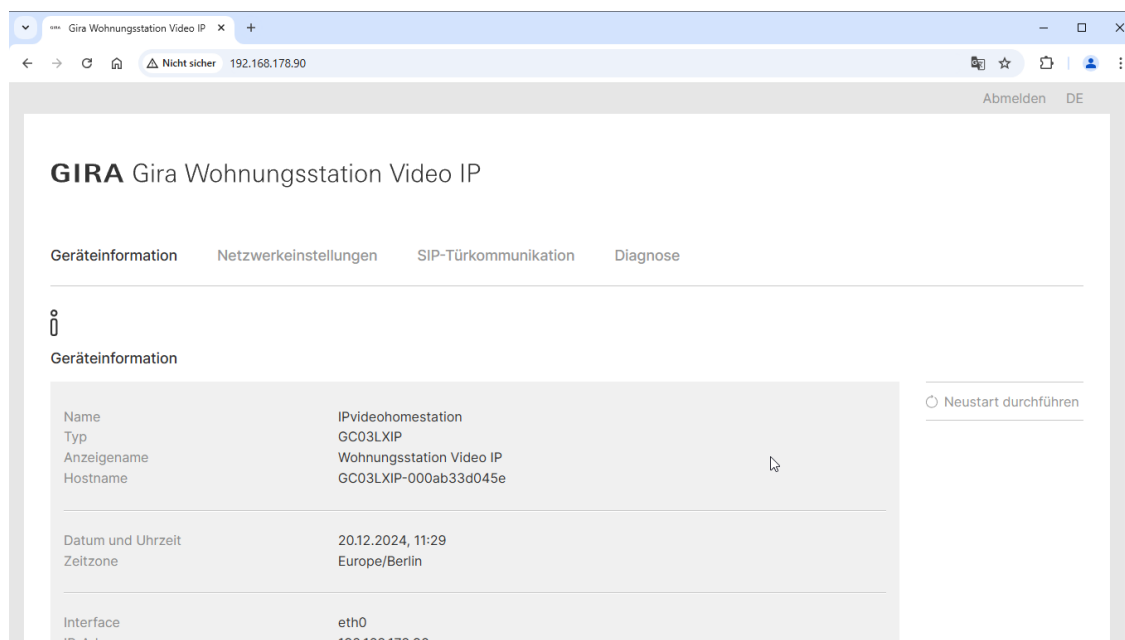 Gira Wohnungsstation Video IP
Nicht sicher 192.168.178.90
Abmelden DE
GIRA Gira Wohnungsstation Video IP
Geräteinformation Netzwerkeinstellungen SIP-Türkommunikation Diagnose
Geräteinformation
Neustart durchführen
Name IPvideohomestation
Typ GC03LXIP
Anzeigename Wohnungsstation Video IP
Hostname GC03LXIP-000ab33d045e
Datum und Uhrzeit 20.12.2024, 11:29
Zeitzone Europe/Berlin
Interface eth0